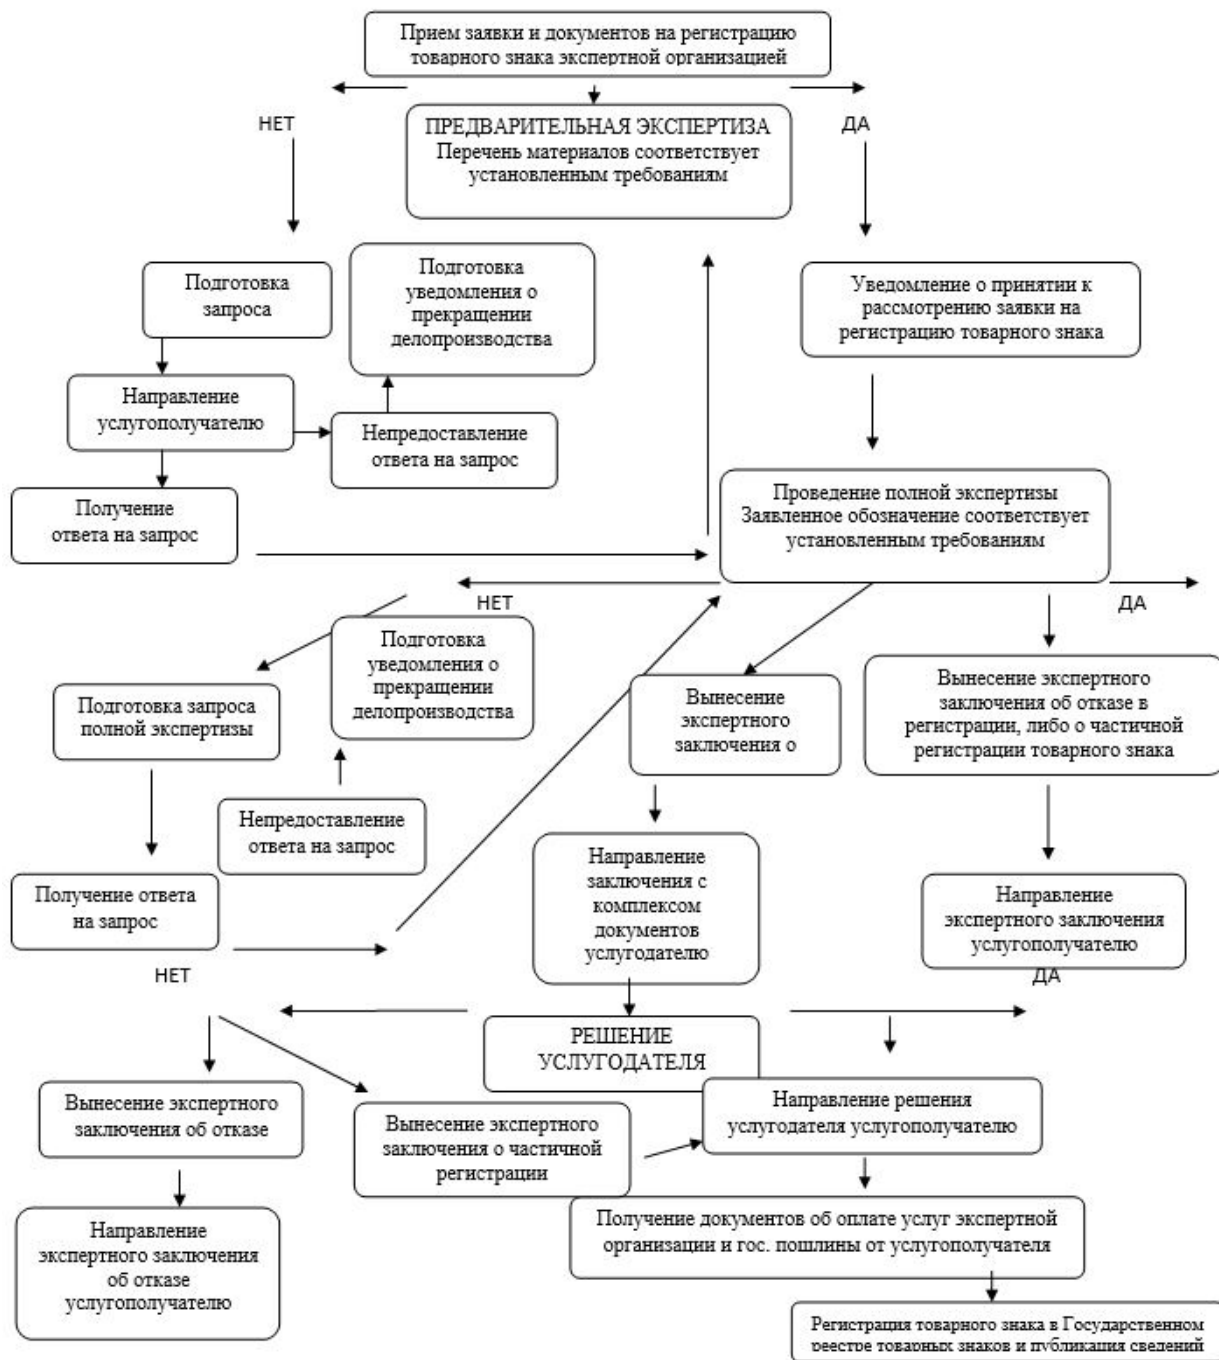 Прием заявки и документов на регистрацию
товарного знака экспертной организацией
НЕТ
ПРЕДВАРИТЕЛЬНАЯ ЭКСПЕРТИЗА
Перечень материалов соответствует
установленным требованиям
ДА
Подготовка
запроса
Подготовка
уведомления о
прекращении
делопроизводства
Уведомление о принятии к
рассмотрению заявки на
регистрацию товарного знака
Направление
услугополучателю
Непредоставление
ответа на запрос
Получение
ответа на запрос
Проведение полной экспертизы
Заявленное обозначение соответствует
установленным требованиям
НЕТ
ДА
Подготовка
уведомления о
прекращении
делопроизводства
Подготовка запроса
полной экспертизы
Вынесение
экспертного
заключения о
Вынесение экспертного
заключения об отказе в
регистрации, либо о частичной
регистрации товарного знака
Непредоставление
ответа на запрос
Получение ответа
на запрос
Направление
заключения с
комплексом
документов
услугодателю
Направление
экспертного заключения
услугополучателю
НЕТ
ДА
РЕШЕНИЕ
УСЛУГОДАТЕЛЯ
Вынесение экспертного
заключения об отказе
Вынесение экспертного
заключения о частичной
регистрации
Направление решения
услугодателя услугополучателю
Направление
экспертного заключения
об отказе
услугополучателю
Получение документов об оплате услуг экспертной
организации и гос. пошлины от услугополучателя
Регистрация товарного знака в Государственном
реестре товарных знаков и публикация сведений